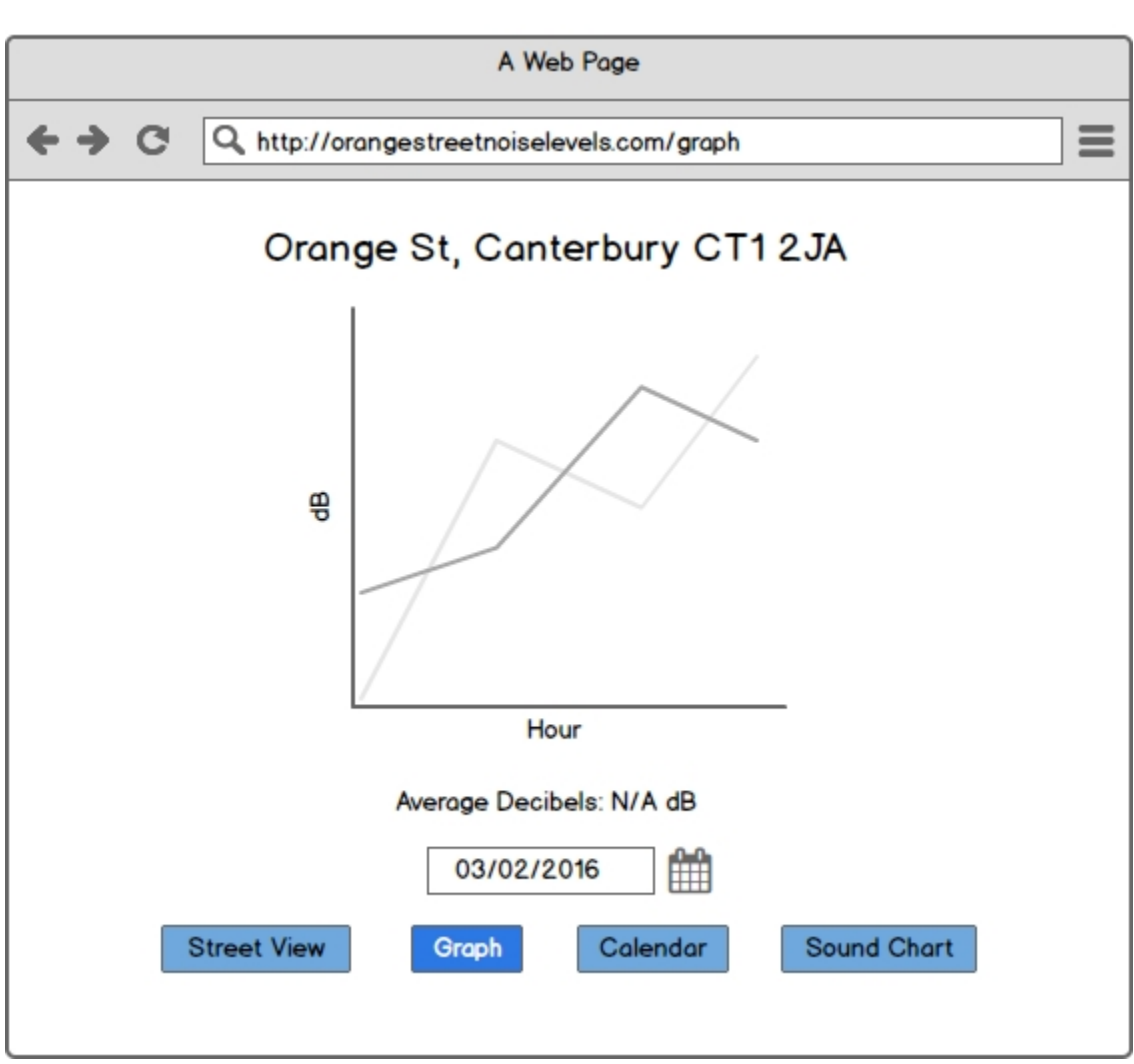 A Web Page
http://orangestreetnoiselevels.com/graph
Orange St, Canterbury CT1 2JA
dB
Hour
Average Decibels: N/A dB
03/02/2016
Street View Graph Calendar Sound Chart